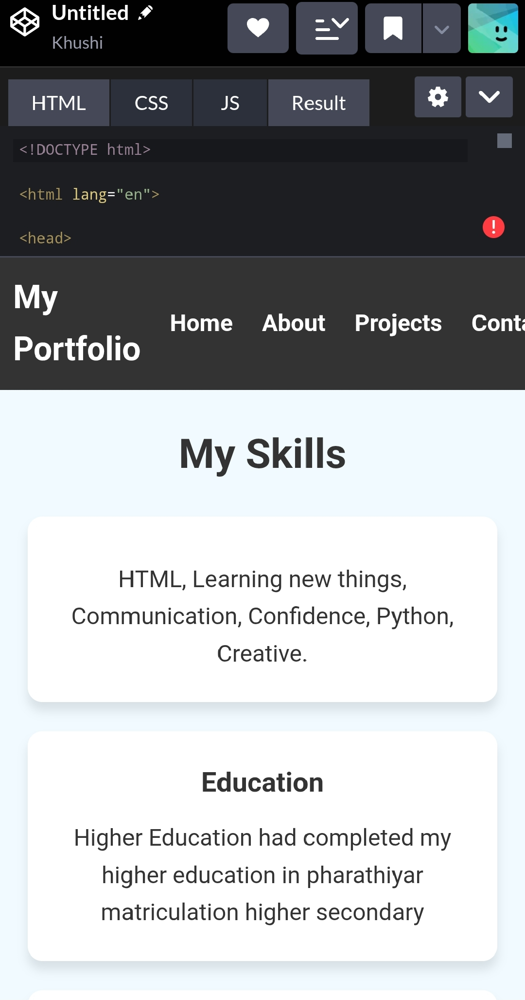 Untitled
Khushi
HTML CSS JS Result
<!DOCTYPE html>
<html lang="en">
<head>
!
My
Portfolio
Home About Projects Conta
My Skills
HTML, Learning new things,
Communication, Confidence, Python,
Creative.
Education
Higher Education had completed my
higher education in pharathiyar
matriculation higher secondary